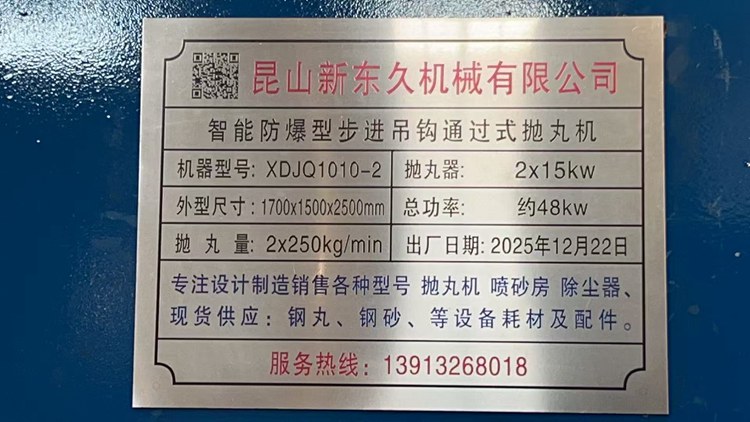 昆山新东久机械有限公司
智能防爆型步进吊钩通过式抛丸机
机器型号: XDJQ1010-2 抛丸器: 2x15kw
外型尺寸: 1700x1500x2500mm 总功率: 约48kw
抛丸量: 2x250kg/min 出厂日期: 2025年12月22日
专注设计制造销售各种型号 抛丸机 喷砂房 除尘器、
现货供应: 钢丸、钢砂、等设备耗材及配件。
服务热线: 13913268018